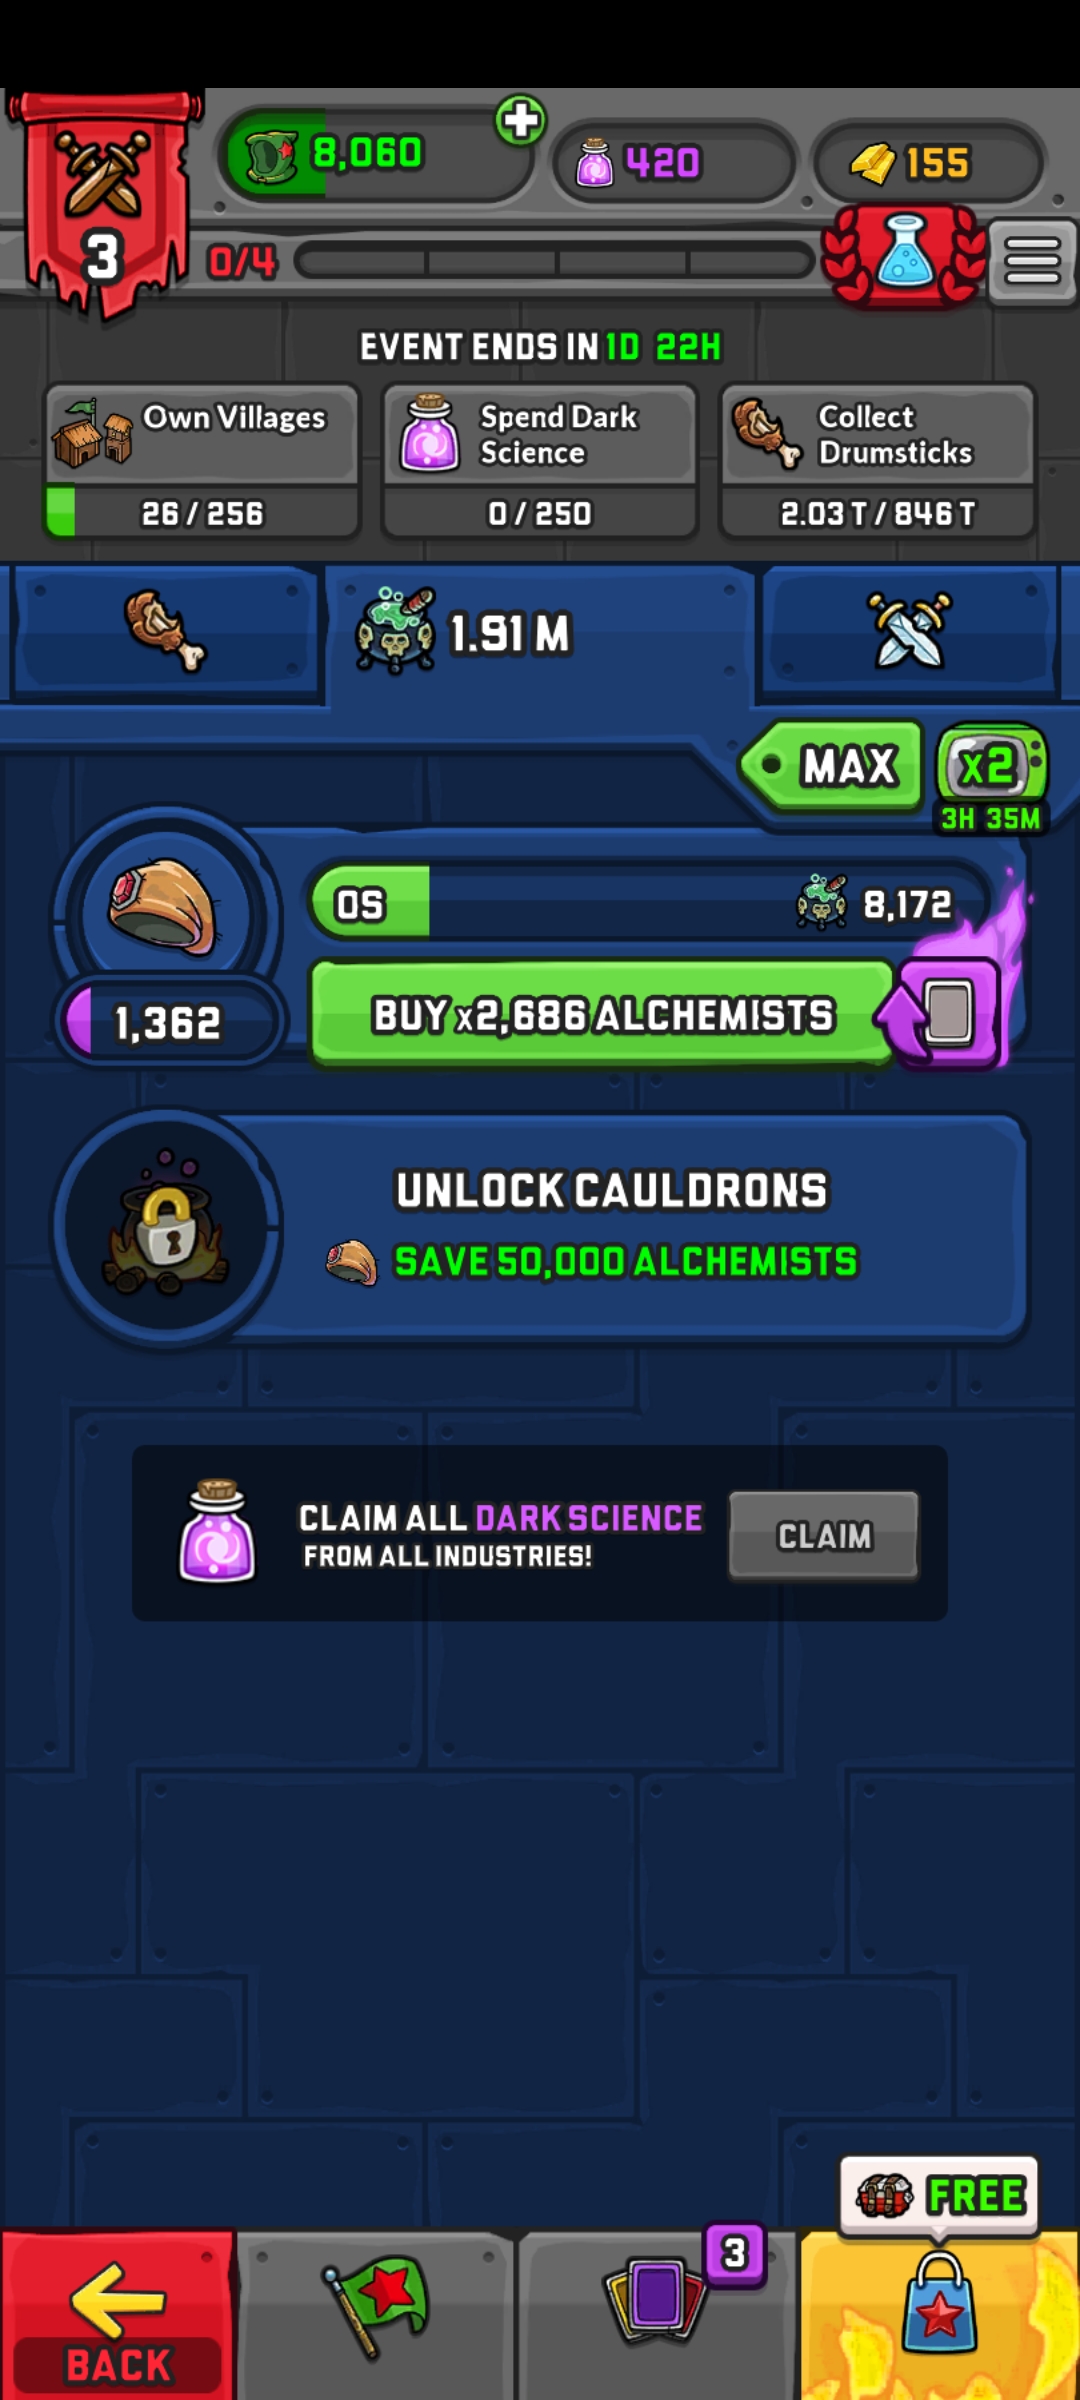 8,060
420
155
3
0/4
EVENT ENDS IN 1D 22H
Own Villages
26 / 256
Spend Dark
Science
0 / 250
Collect
Drumsticks
2.03 T / 846 T
1.91 M
MAX
x2
3H 35M
0S
8,172
1,362
BUY x2,686 ALCHEMISTS
UNLOCK CAULDRONS
SAVE 50,000 ALCHEMISTS
CLAIM ALL DARK SCIENCE
FROM ALL INDUSTRIES!
CLAIM
FREE
3
BACK